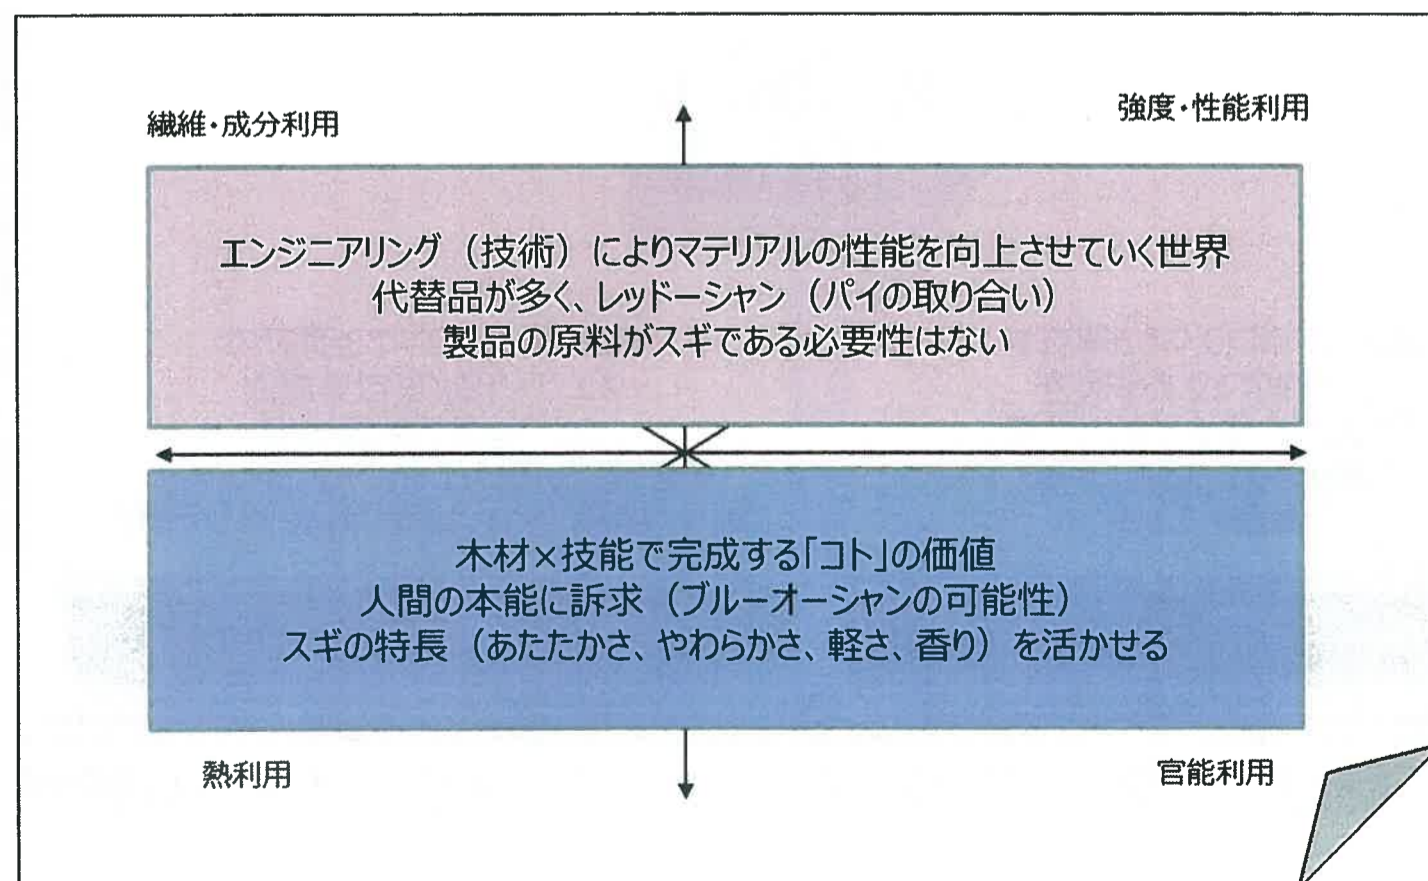 繊維・成分利用
強度・性能利用
エンジニアリング（技術）によりマテリアルの性能を向上させていく世界
代替品が多く、レッドーシャン（パイの取り合い）
製品の原料がスギである必要性はない
木材×技能で完成する「コト」の価値
人間の本能に訴求（ブルーオーシャンの可能性）
スギの特長（あたたかさ、やわらかさ、軽さ、香り）を活かせる
熱利用
官能利用